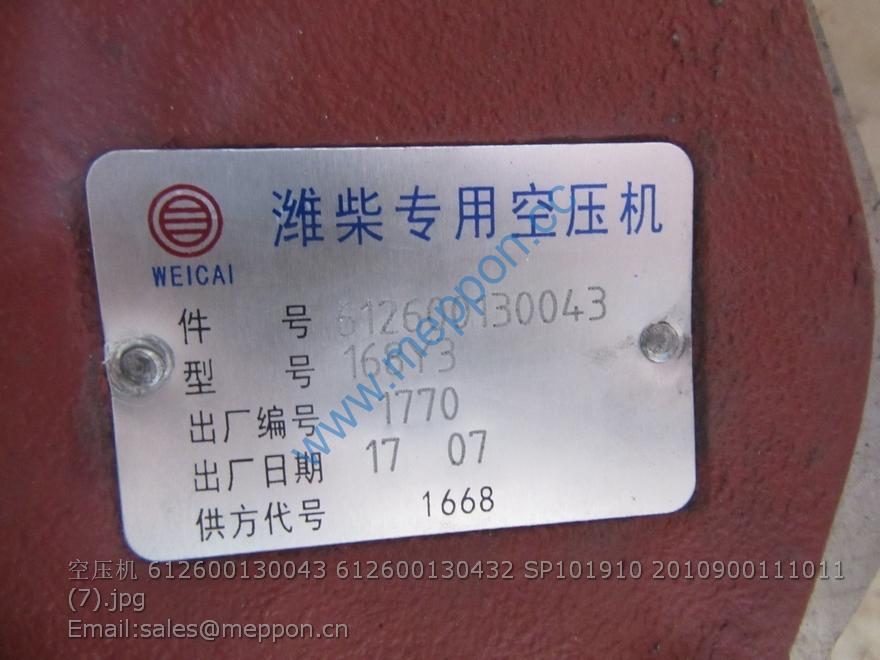 潍柴专用空压机
WEICAI
件 号 612600130043
型 号
出厂编号 1770
出厂日期 17 07
供方代号 1668
www.meppon.cc
空压机 612600130043 612600130432 SP101910 2010900111011
(7).jpg
Email:sales@meppon.cn